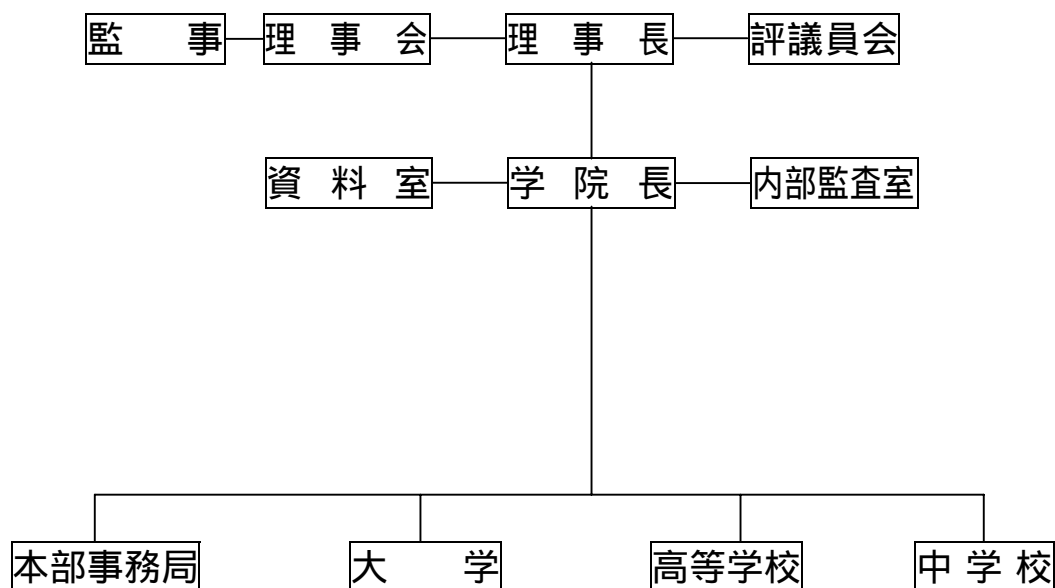 監事 理事会 理事長 評議員会
資料室 学院長 内部監査室
本部事務局 大学 高等学校 中学校